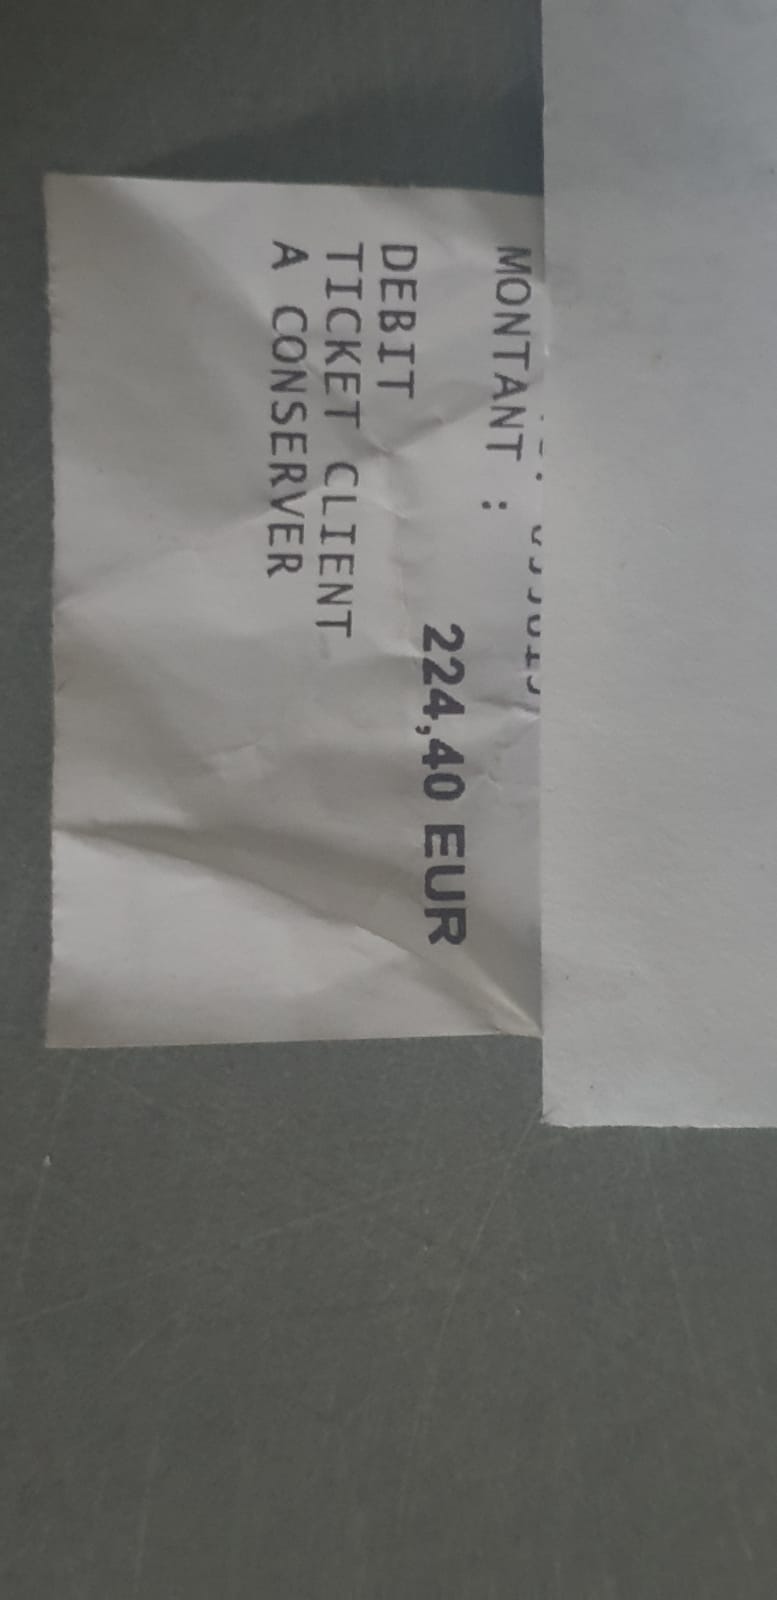 MONTANT :
224,40 EUR
DEBIT
TICKET CLIENT
A CONSERVER